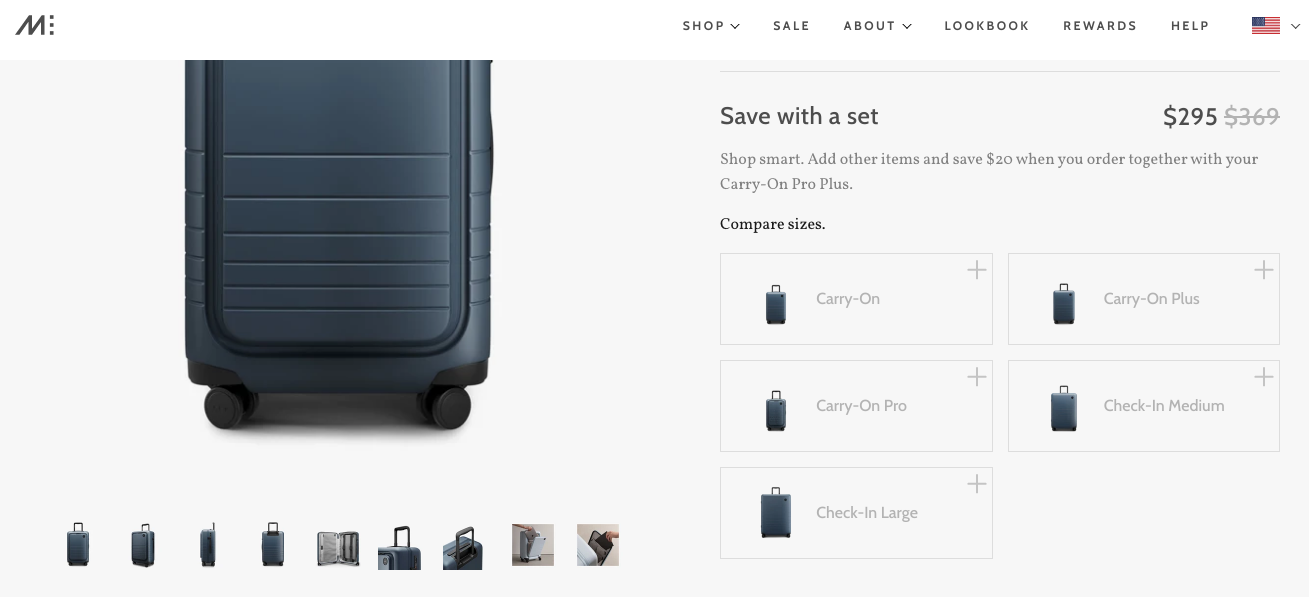 SHOP
SALE
ABOUT
LOOKBOOK
REWARDS
HELP
Save with a set
$295 $369
Shop smart. Add other items and save $20 when you order together with your
Carry-On Pro Plus.
Compare sizes.
Carry-On
Carry-On Plus
Carry-On Pro
Check-In Medium
Check-In Large